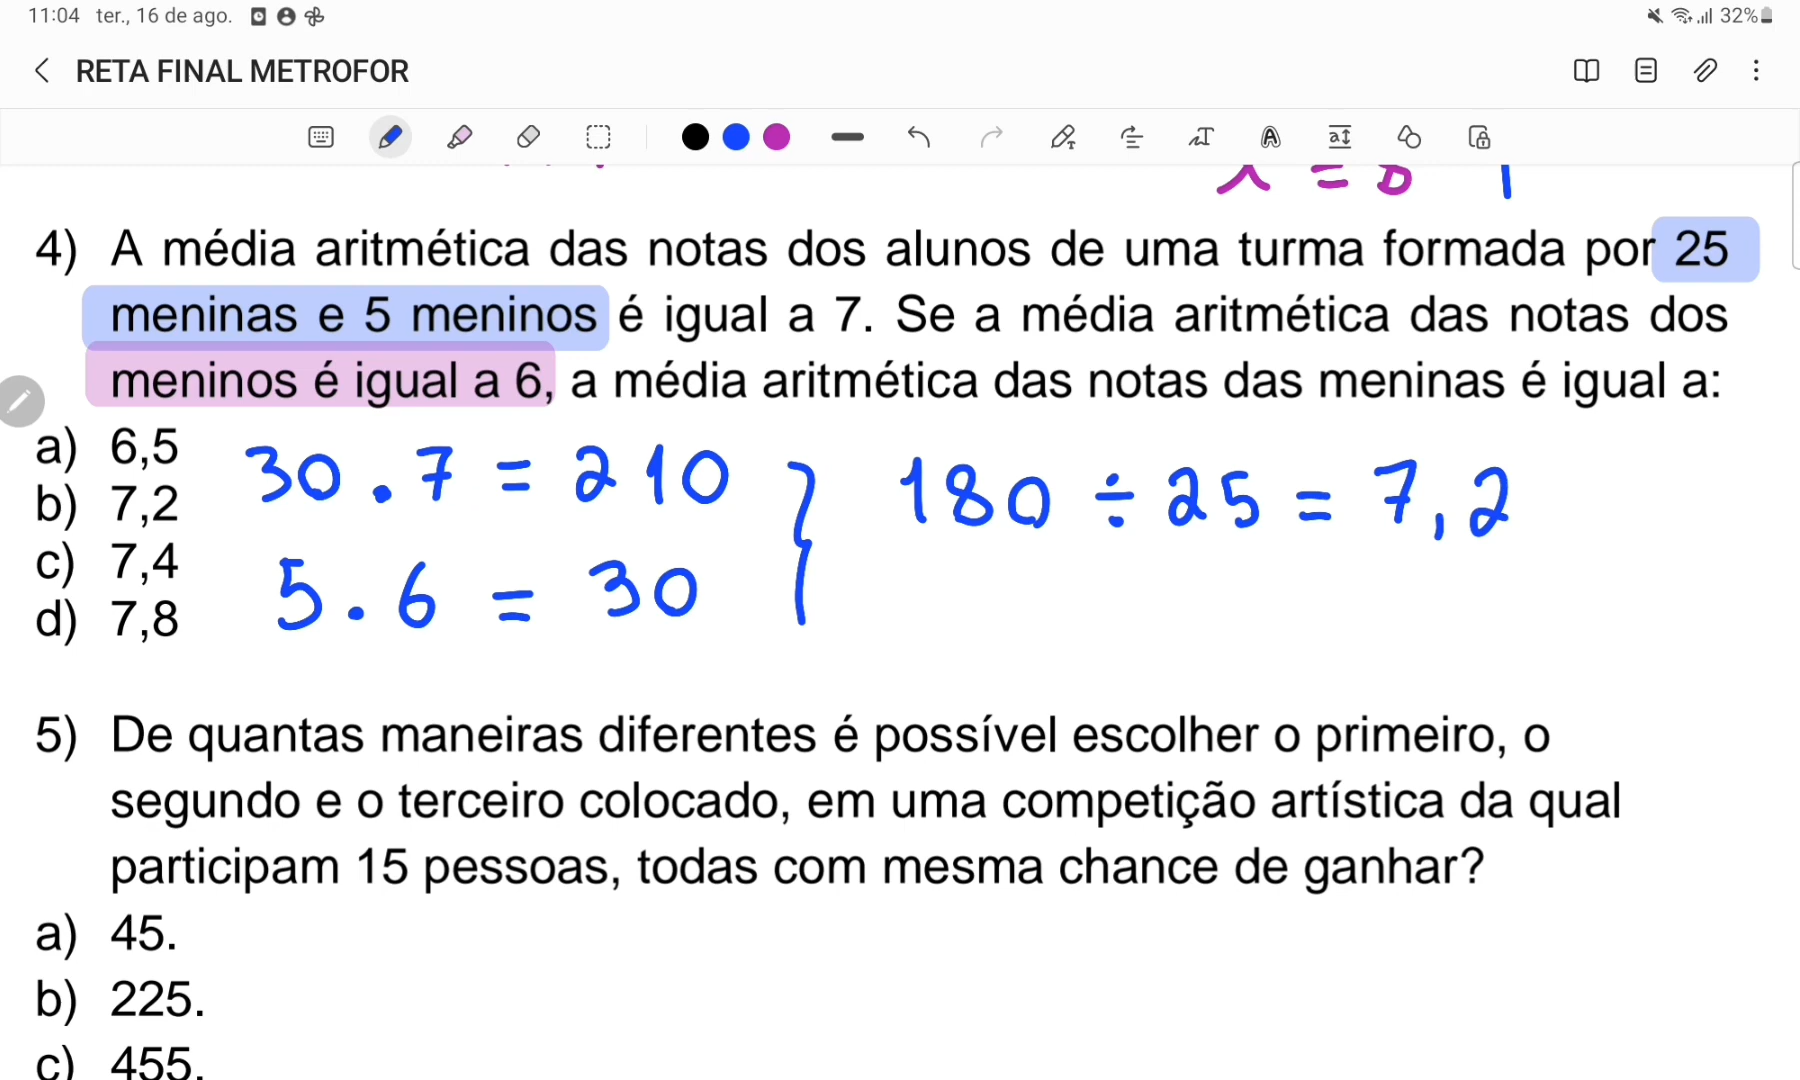 11:04 ter., 16 de ago. 32%
RETA FINAL METROFOR
4) A média aritmética das notas dos alunos de uma turma formada por 25
meninas e 5 meninos é igual a 7. Se a média aritmética das notas dos
meninos é igual a 6, a média aritmética das notas das meninas é igual a:
a) 6,5
b) 7,2
c) 7,4
d) 7,8
30 . 7 = 210
5 . 6 = 30
180 ÷ 25 = 7,2
5) De quantas maneiras diferentes é possível escolher o primeiro, o
segundo e o terceiro colocado, em uma competição artística da qual
participam 15 pessoas, todas com mesma chance de ganhar?
a) 45.
b) 225.
c) 455.